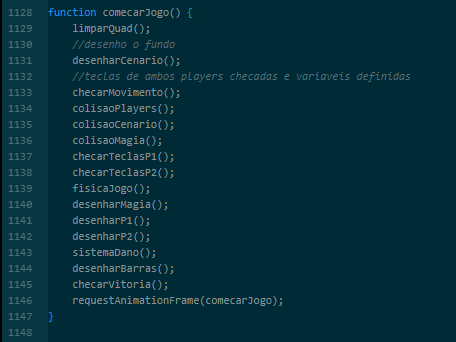 1128 function comecarJogo() {
1129 limparQuad();
1130 //desenho o fundo
1131 desenharCenario();
1132 //teclas de ambos players checadas e variaveis definidas
1133 checarMovimento();
1134 colisaoPlayers();
1135 colisaoCenario();
1136 colisaoMagia();
1137 checarTeclasP1();
1138 checarTeclasP2();
1139 fisicaJogo();
1140 desenharMagia();
1141 desenharP1();
1142 desenharP2();
1143 sistemaDano();
1144 desenharBarras();
1145 checarVitoria();
1146 requestAnimationFrame(comecarJogo);
1147 }
1148